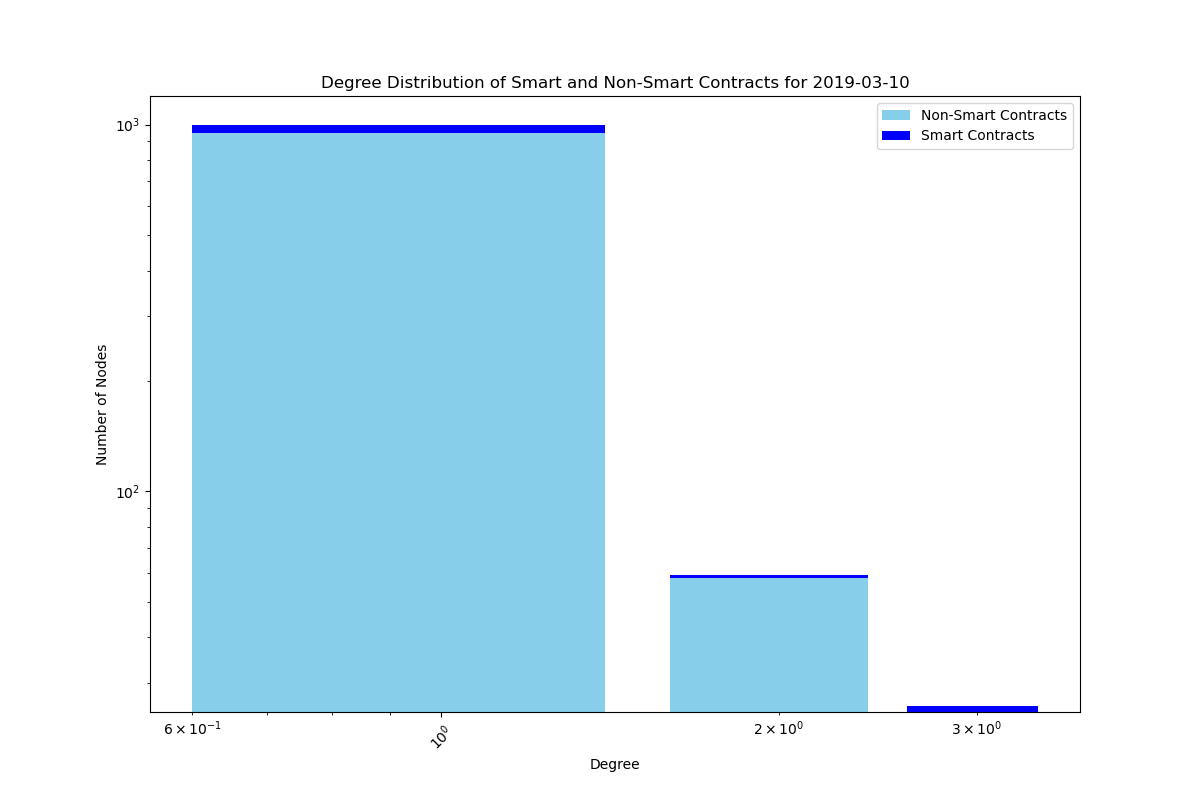 Degree Distribution of Smart and Non-Smart Contracts for 2019-03-10
Non-Smart Contracts
Smart Contracts
Number of Nodes
10³
10²
6 × 10⁻¹
10⁰
2 × 10⁰
3 × 10⁰
Degree